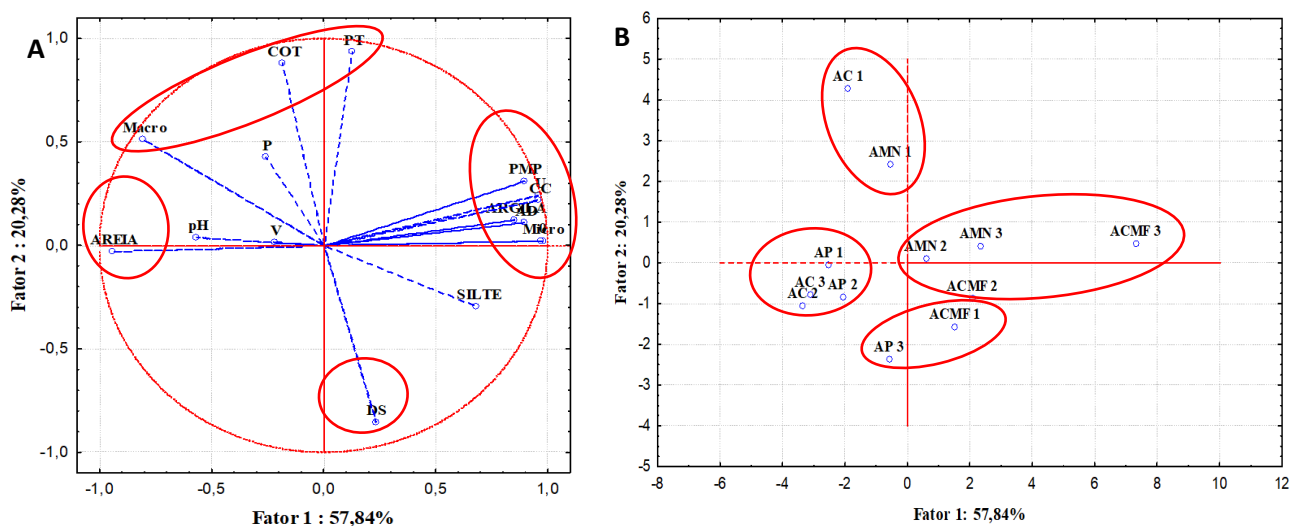 A
1,0
0,5
0,0
-0,5
-1,0
Fator 2 : 20,28%
COT
PT
Macro
P
PMP
U
CC
ARGILA
AD
Micro
pH
V
AREIA
SILTE
DS
-1,0
-0,5
0,0
0,5
1,0
Fator 1 : 57,84%
B
6
5
4
3
2
1
0
-1
-2
-3
-4
-5
Fator 2: 20,28%
AC 1
AMN 1
AMN 2
AMN 3
ACMF 3
AP 1
AC 3
AC 2
AP 2
ACMF 2
ACMF 1
AP 3
-8
-6
-4
-2
0
2
4
6
8
10
12
Fator 1: 57,84%